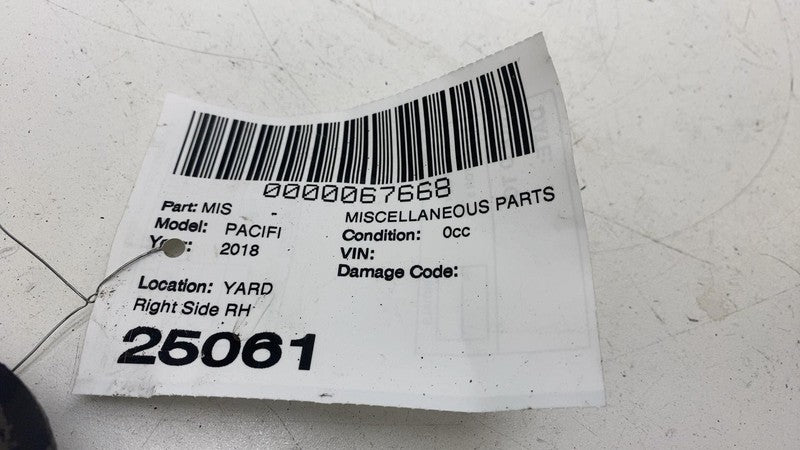 0000067668
Part: MIS
MISCELLANEOUS PARTS
Model: PACIFI
Condition: 0cc
2018
VIN:
Damage Code:
Location: YARD
Right Side RH
25061